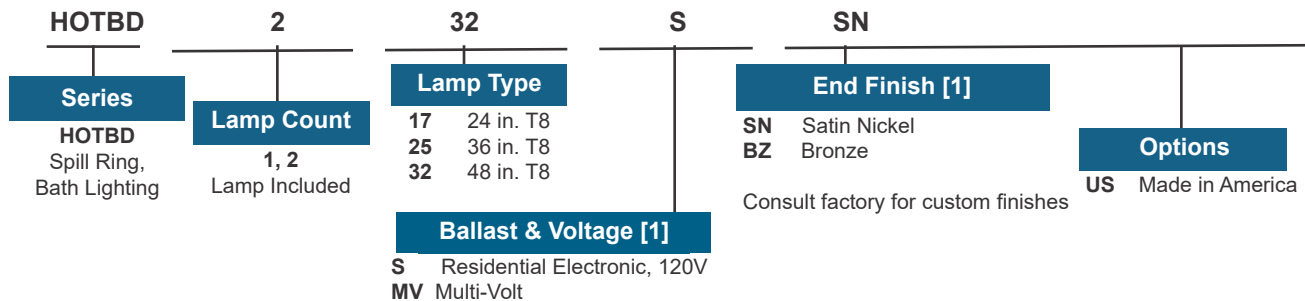 HOTBD 2 32 S SN
Series
HOTBD
Spill Ring,
Bath Lighting
Lamp Count
1, 2
Lamp Included
Lamp Type
17 24 in. T8
25 36 in. T8
32 48 in. T8
Ballast & Voltage [1]
S Residential Electronic, 120V
MV Multi-Volt
End Finish [1]
SN Satin Nickel
BZ Bronze
Consult factory for custom finishes
Options
US Made in America